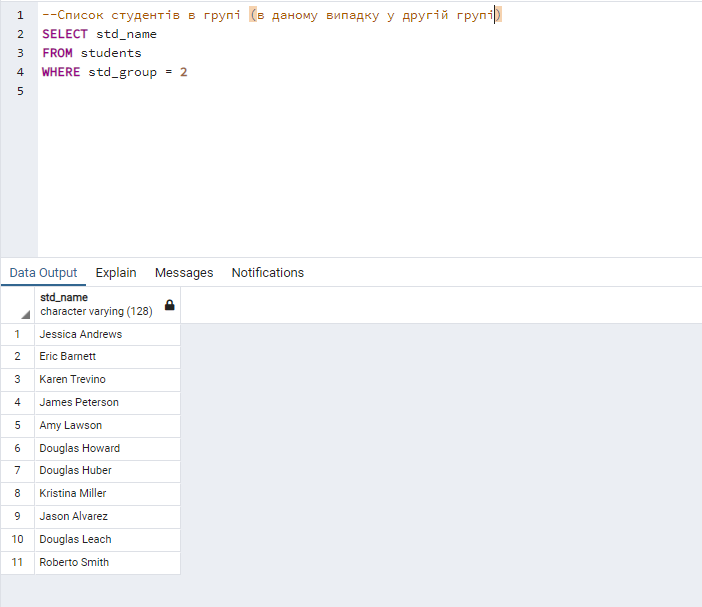 1 --Список студентів в групі (в даному випадку у другій групі)
2 SELECT std_name
3 FROM students
4 WHERE std_group = 2
5
Data Output Explain Messages Notifications
std_name
character varying (128)
1 Jessica Andrews
2 Eric Barnett
3 Karen Trevino
4 James Peterson
5 Amy Lawson
6 Douglas Howard
7 Douglas Huber
8 Kristina Miller
9 Jason Alvarez
10 Douglas Leach
11 Roberto Smith